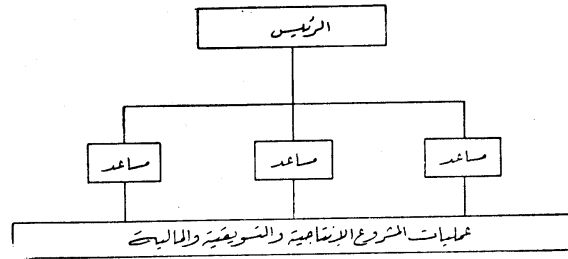 الرئيس
مساعد مساعد مساعد
عمليات المشروع الإنتاجية والتسويقية والمالية